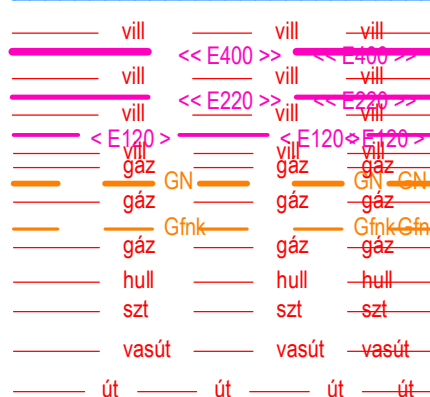 vill vill vill
<< E400 >> << E400 >>
vill vill vill
<< E220 >> << E220 >>
vill vill vill
< E120 > < E120 > < E120 >
vill vill vill
gáz gáz gáz
GN GN GN
gáz gáz gáz
Gfnk Gfnk Gfn
gáz gáz gáz
hull hull hull
szt szt szt
vasút vasút vasút
út út út út